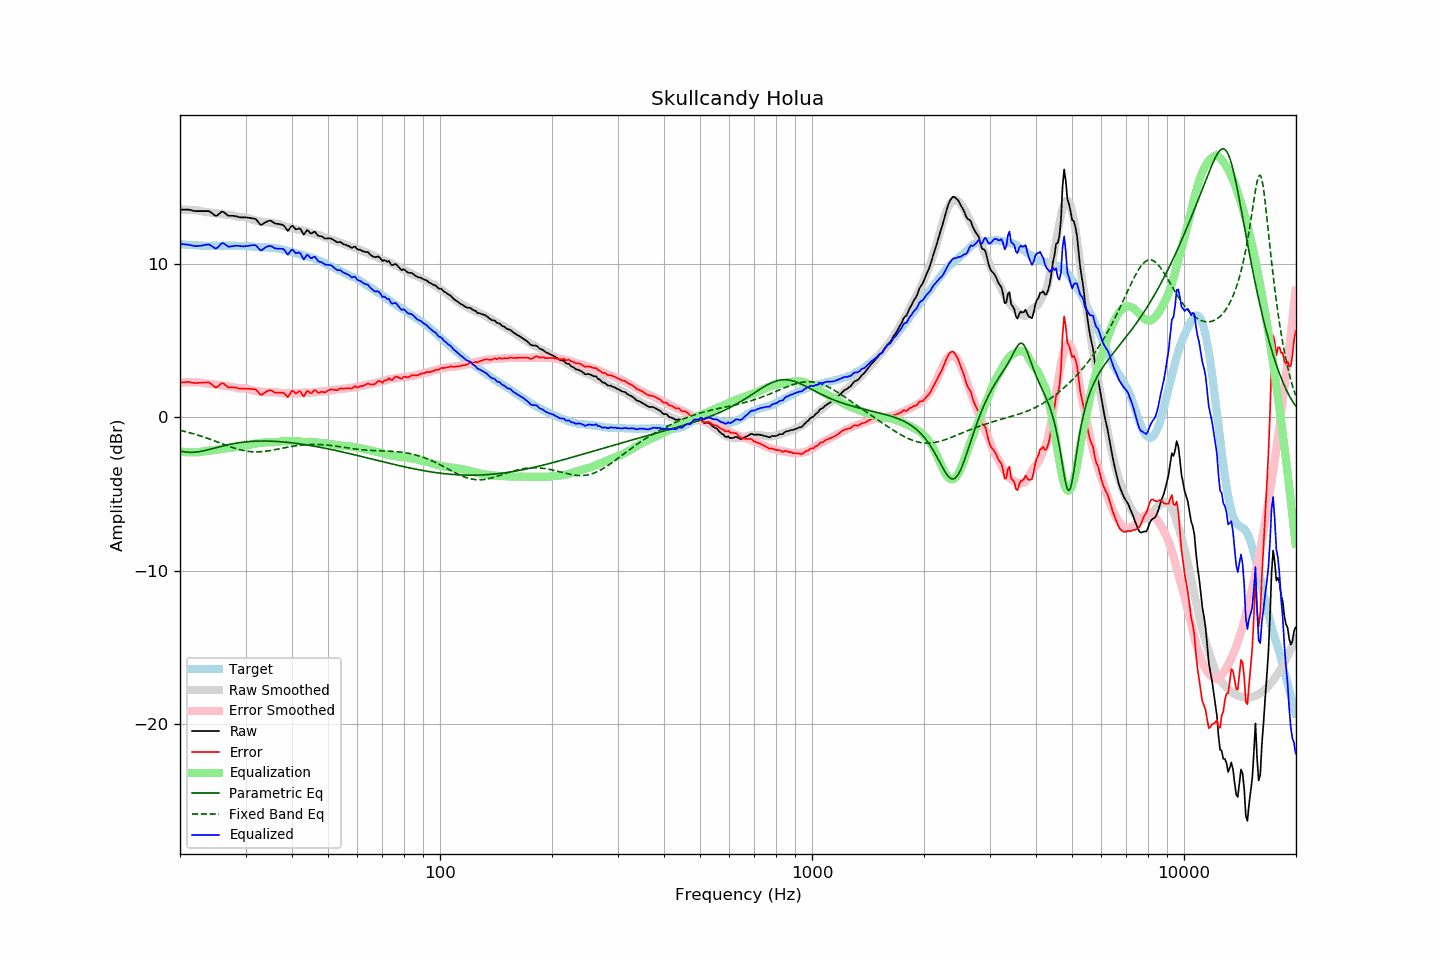 Skullcandy Holua
Amplitude (dBr)
10
0
−10
−20
Target
Raw Smoothed
Error Smoothed
Raw
Error
Equalization
Parametric Eq
Fixed Band Eq
Equalized
100
1000
10000
Frequency (Hz)